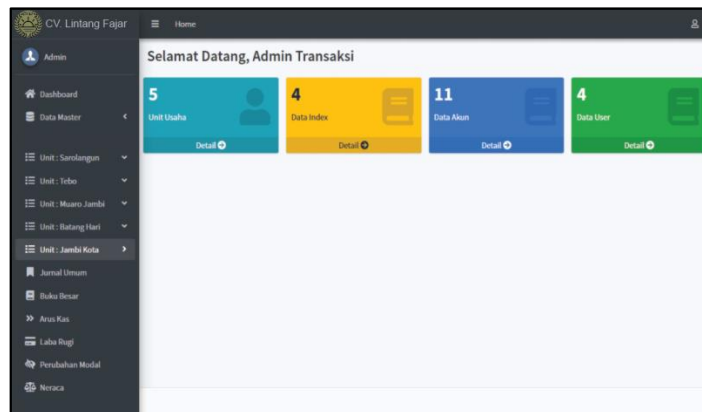 CV. Lintang Fajar
Home
Admin
Selamat Datang, Admin Transaksi
Dashboard
Data Master
5
Unit Usaha
Detail
4
Data Index
Detail
11
Data Akun
Detail
4
Data User
Detail
Unit : Sarolangun
Unit : Tebo
Unit : Muaro Jambi
Unit : Batang Hari
Unit : Jambi Kota
Jurnal Umum
Buku Besar
Arus Kas
Laba Rugi
Perubahan Modal
Neraca